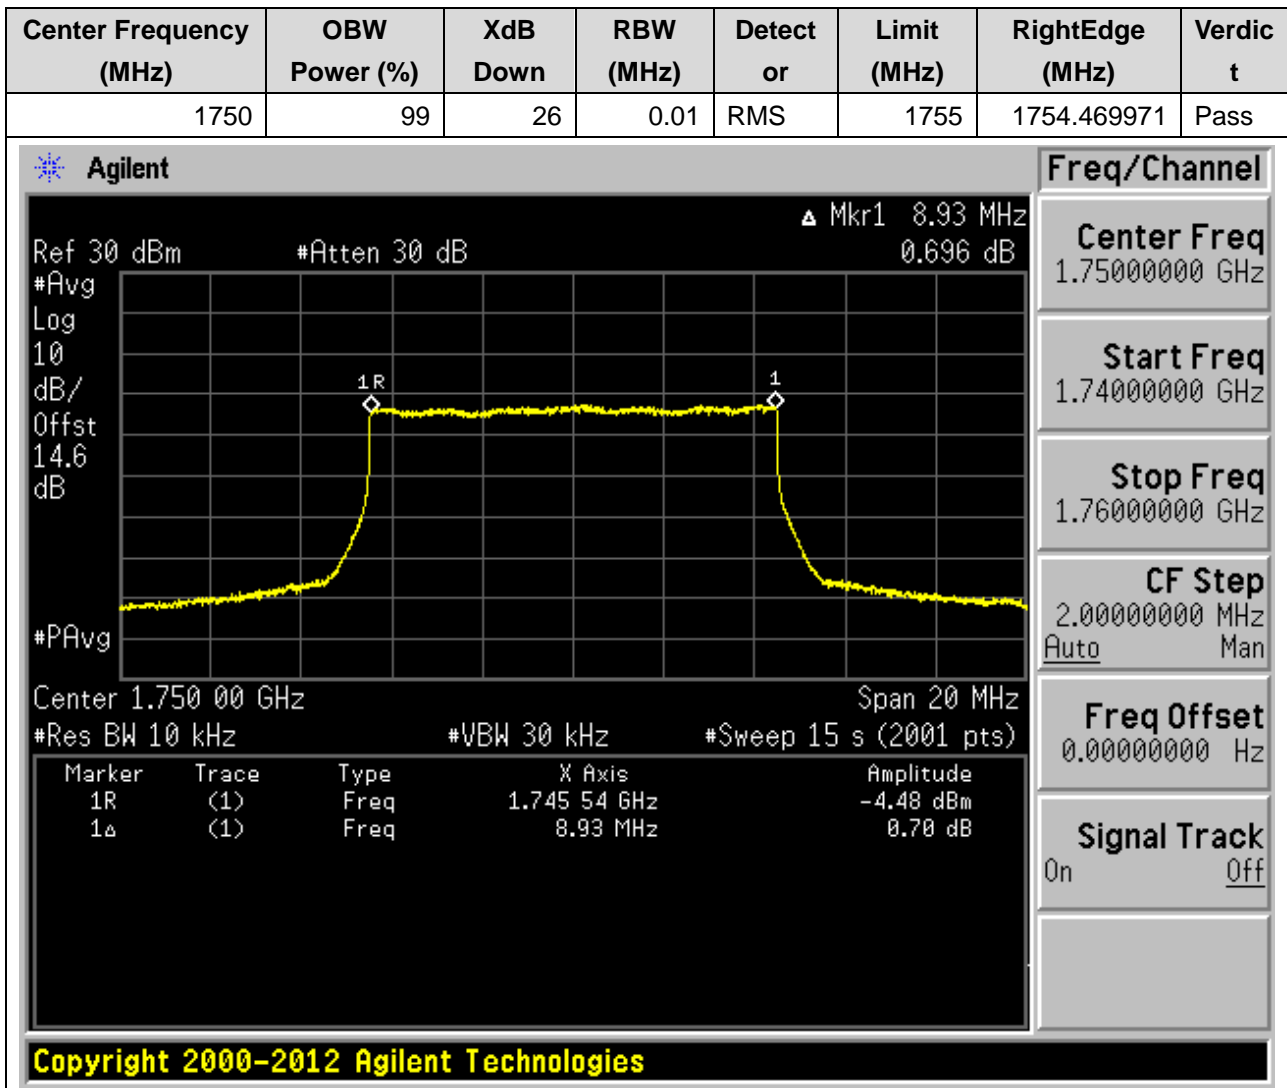 Center Frequency (MHz) OBW Power (%) XdB Down RBW (MHz) Detect or Limit (MHz) RightEdge (MHz) Verdic t
1750 99 26 0.01 RMS 1755 1754.469971 Pass
Agilent
Freq/Channel
Δ Mkr1 8.93 MHz
Ref 30 dBm #Atten 30 dB 0.696 dB
#Avg
Log
10
dB/
Offst
14.6
dB
1R
1
#PAvg
Center 1.750 00 GHz Span 20 MHz
#Res BW 10 kHz #VBW 30 kHz #Sweep 15 s (2001 pts)
Marker Trace Type X Axis Amplitude
1R (1) Freq 1.745 54 GHz -4.48 dBm
1Δ (1) Freq 8.93 MHz 0.70 dB
Center Freq
1.75000000 GHz
Start Freq
1.74000000 GHz
Stop Freq
1.76000000 GHz
CF Step
2.00000000 MHz
Auto Man
Freq Offset
0.00000000 Hz
Signal Track
On Off
Copyright 2000-2012 Agilent Technologies